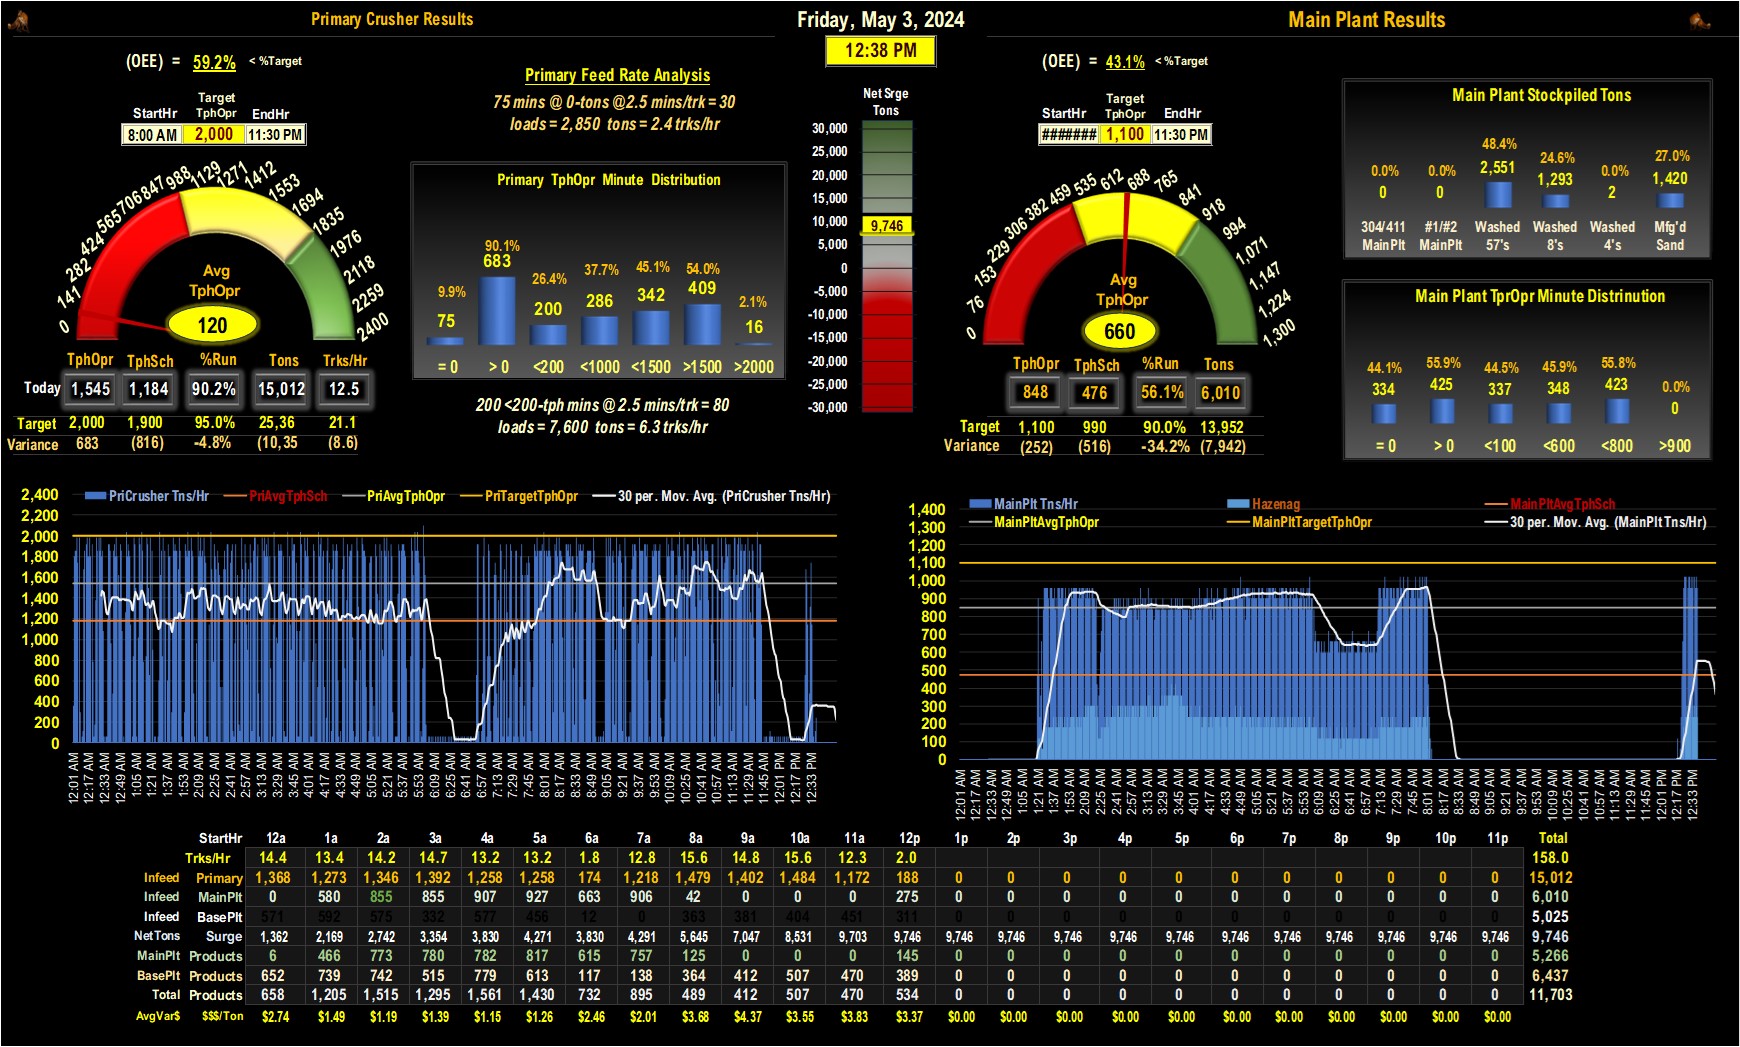 Primary Crusher Results
Friday, May 3, 2024
Main Plant Results
12:38 PM
(OEE) = 59.2% < %Target
StartHr Target TphOpr EndHr
8:00 AM 2,000 11:30 PM
0 141 282 424 565 706 847 988 1129 1271 1412 1553 1694 1835 1976 2118 2259 2400
Avg
TphOpr
120
TphOpr TphSch %Run Tons Trks/Hr
Today 1,545 1,184 90.2% 15,012 12.5
Target 2,000 1,900 95.0% 25,36 21.1
Variance 683 (816) -4.8% (10,35 (8.6)
Primary Feed Rate Analysis
75 mins @ 0-tons @2.5 mins/trk = 30
loads = 2,850 tons = 2.4 trks/hr
Primary TphOpr Minute Distribution
9.9% 90.1% 26.4% 37.7% 45.1% 54.0% 2.1%
75 683 200 286 342 409 16
= 0 > 0 <200 <1000 <1500 >1500 >2000
200 <200-tph mins @ 2.5 mins/trk = 80
loads = 7,600 tons = 6.3 trks/hr
Net Srge
Tons
30,000
25,000
20,000
15,000
10,000
9,746
5,000
0
-5,000
-10,000
-15,000
-20,000
-25,000
-30,000
(OEE) = 43.1% < %Target
StartHr Target TphOpr EndHr
####### 1,100 11:30 PM
0 76 153 229 306 382 459 535 612 688 765 841 918 994 1,071 1,147 1,224 1,300
Avg
TphOpr
660
TphOpr TphSch %Run Tons
848 476 56.1% 6,010
Target 1,100 990 90.0% 13,952
Variance (252) (516) -34.2% (7,942)
Main Plant Stockpiled Tons
0.0% 0.0% 48.4% 24.6% 0.0% 27.0%
0 0 2,551 1,293 2 1,420
304/411 #1/#2 Washed Washed Washed Mfg'd
MainPlt MainPlt 57's 8's 4's Sand
Main Plant TprOpr Minute Distrinution
44.1% 55.9% 44.5% 45.9% 55.8% 0.0%
334 425 337 348 423 0
= 0 > 0 <100 <600 <800 >900
PriCrusher Tns/Hr PriAvgTphSch PriAvgTphOpr PriTargetTphOpr 30 per. Mov. Avg. (PriCrusher Tns/Hr)
2,400
2,200
2,000
1,800
1,600
1,400
1,200
1,000
800
600
400
200
0
12:01 AM 12:17 AM 12:33 AM 12:49 AM 1:05 AM 1:21 AM 1:37 AM 1:53 AM 2:09 AM 2:25 AM 2:41 AM 2:57 AM 3:13 AM 3:29 AM 3:45 AM 4:01 AM 4:17 AM 4:33 AM 4:49 AM 5:05 AM 5:21 AM 5:37 AM 5:53 AM 6:09 AM 6:25 AM 6:41 AM 6:57 AM 7:13 AM 7:29 AM 7:45 AM 8:01 AM 8:17 AM 8:33 AM 8:49 AM 9:05 AM 9:21 AM 9:37 AM 9:53 AM 10:09 AM 10:25 AM 10:41 AM 10:57 AM 11:13 AM 11:29 AM 11:45 AM 12:01 PM 12:17 PM 12:33 PM
MainPlt Tns/Hr Hazenag MainPltAvgTphSch
MainPltAvgTphOpr MainPltTargetTphOpr 30 per. Mov. Avg. (MainPlt Tns/Hr)
1,400
1,300
1,200
1,100
1,000
900
800
700
600
500
400
300
200
100
0
12:01 AM 12:17 AM 12:33 AM 12:49 AM 1:05 AM 1:21 AM 1:37 AM 1:53 AM 2:09 AM 2:25 AM 2:41 AM 2:57 AM 3:13 AM 3:29 AM 3:45 AM 4:01 AM 4:17 AM 4:33 AM 4:49 AM 5:05 AM 5:21 AM 5:37 AM 5:53 AM 6:09 AM 6:25 AM 6:41 AM 6:57 AM 7:13 AM 7:29 AM 7:45 AM 8:01 AM 8:17 AM 8:33 AM 8:49 AM 9:05 AM 9:21 AM 9:37 AM 9:53 AM 10:09 AM 10:25 AM 10:41 AM 10:57 AM 11:13 AM 11:29 AM 11:45 AM 12:01 PM 12:17 PM 12:33 PM
StartHr 12a 1a 2a 3a 4a 5a 6a 7a 8a 9a 10a 11a 12p 1p 2p 3p 4p 5p 6p 7p 8p 9p 10p 11p Total
Trks/Hr 14.4 13.4 14.2 14.7 13.2 13.2 1.8 12.8 15.6 14.8 15.6 12.3 2.0 158.0
Infeed Primary 1,368 1,273 1,346 1,392 1,258 1,258 174 1,218 1,479 1,402 1,484 1,172 188 0 0 0 0 0 0 0 0 0 0 0 15,012
Infeed MainPlt 0 580 855 855 907 927 663 906 42 0 0 0 275 0 0 0 0 0 0 0 0 0 0 0 6,010
Infeed BasePlt 571 592 575 332 577 456 12 0 363 381 404 451 311 0 0 0 0 0 0 0 0 0 0 0 5,025
NetTons Surge 1,362 2,169 2,742 3,354 3,830 4,271 3,830 4,291 5,645 7,047 8,531 9,703 9,746 9,746 9,746 9,746 9,746 9,746 9,746 9,746 9,746 9,746 9,746 9,746 9,746
MainPlt Products 6 466 773 780 782 817 615 757 125 0 0 0 145 0 0 0 0 0 0 0 0 0 0 0 5,266
BasePlt Products 652 739 742 515 779 613 117 138 364 412 507 470 389 0 0 0 0 0 0 0 0 0 0 0 6,437
Total Products 658 1,205 1,515 1,295 1,561 1,430 732 895 489 412 507 470 534 0 0 0 0 0 0 0 0 0 0 0 11,703
AvgVar$ $$$/Ton $2.74 $1.49 $1.19 $1.39 $1.15 $1.26 $2.46 $2.01 $3.68 $4.37 $3.55 $3.83 $3.37 $0.00 $0.00 $0.00 $0.00 $0.00 $0.00 $0.00 $0.00 $0.00 $0.00 $0.00